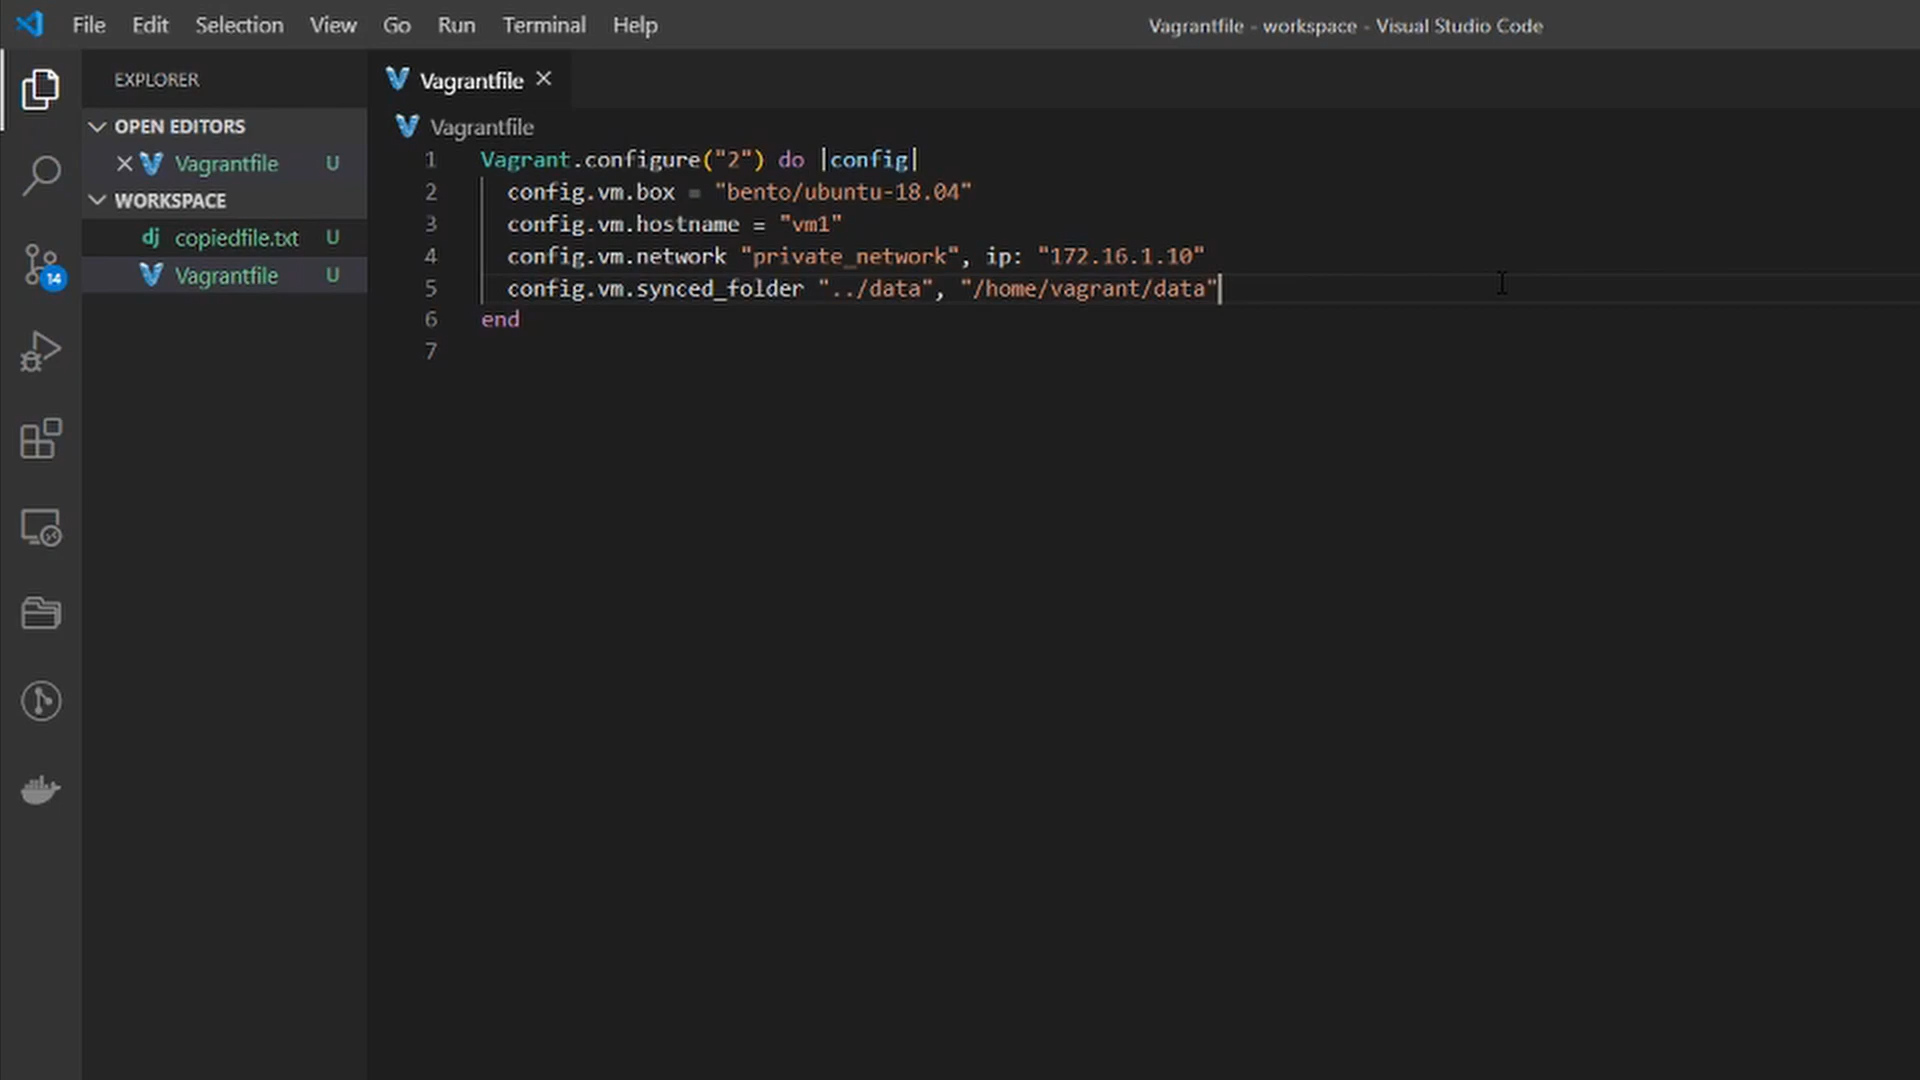 File Edit Selection View Go Run Terminal Help
Vagrantfile - workspace - Visual Studio Code
EXPLORER
OPEN EDITORS
Vagrantfile U
WORKSPACE
dj copiedfile.txt U
Vagrantfile U
14
Vagrantfile
Vagrantfile
1 Vagrant.configure("2") do |config|
2 config.vm.box = "bento/ubuntu-18.04"
3 config.vm.hostname = "vm1"
4 config.vm.network "private_network", ip: "172.16.1.10"
5 config.vm.synced_folder "../data", "/home/vagrant/data"
6 end
7